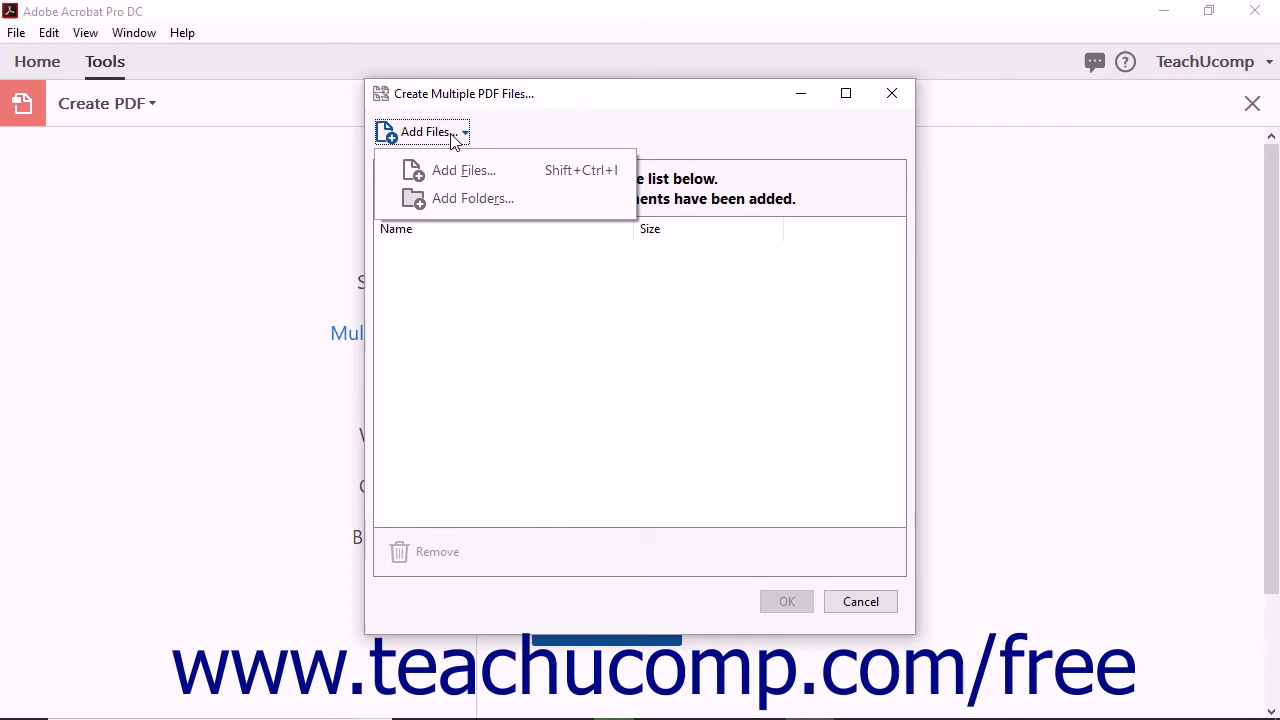 Adobe Acrobat Pro DC
File Edit View Window Help
Home Tools
TeachUcomp
Create PDF
Create Multiple PDF Files...
Add Files...
Add Files... Shift+Ctrl+I
Add Folders...
e list below.
ents have been added.
Name Size
S
Mul
B
Remove
OK Cancel
www.teachucomp.com/free